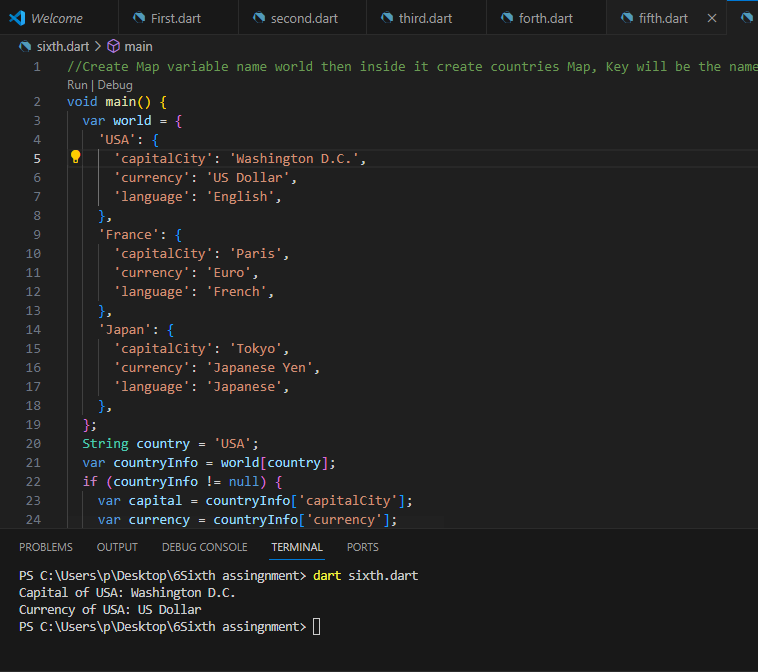 Welcome First.dart second.dart third.dart forth.dart fifth.dart
sixth.dart > main
1 //Create Map variable name world then inside it create countries Map, Key will be the name
Run | Debug
2 void main() {
3 var world = {
4 'USA': {
5 'capitalCity': 'Washington D.C.',
6 'currency': 'US Dollar',
7 'language': 'English',
8 },
9 'France': {
10 'capitalCity': 'Paris',
11 'currency': 'Euro',
12 'language': 'French',
13 },
14 'Japan': {
15 'capitalCity': 'Tokyo',
16 'currency': 'Japanese Yen',
17 'language': 'Japanese',
18 },
19 };
20 String country = 'USA';
21 var countryInfo = world[country];
22 if (countryInfo != null) {
23 var capital = countryInfo['capitalCity'];
24 var currency = countryInfo['currency'];
PROBLEMS OUTPUT DEBUG CONSOLE TERMINAL PORTS
PS C:\Users\p\Desktop\6Sixth assingnment> dart sixth.dart
Capital of USA: Washington D.C.
Currency of USA: US Dollar
PS C:\Users\p\Desktop\6Sixth assingnment>